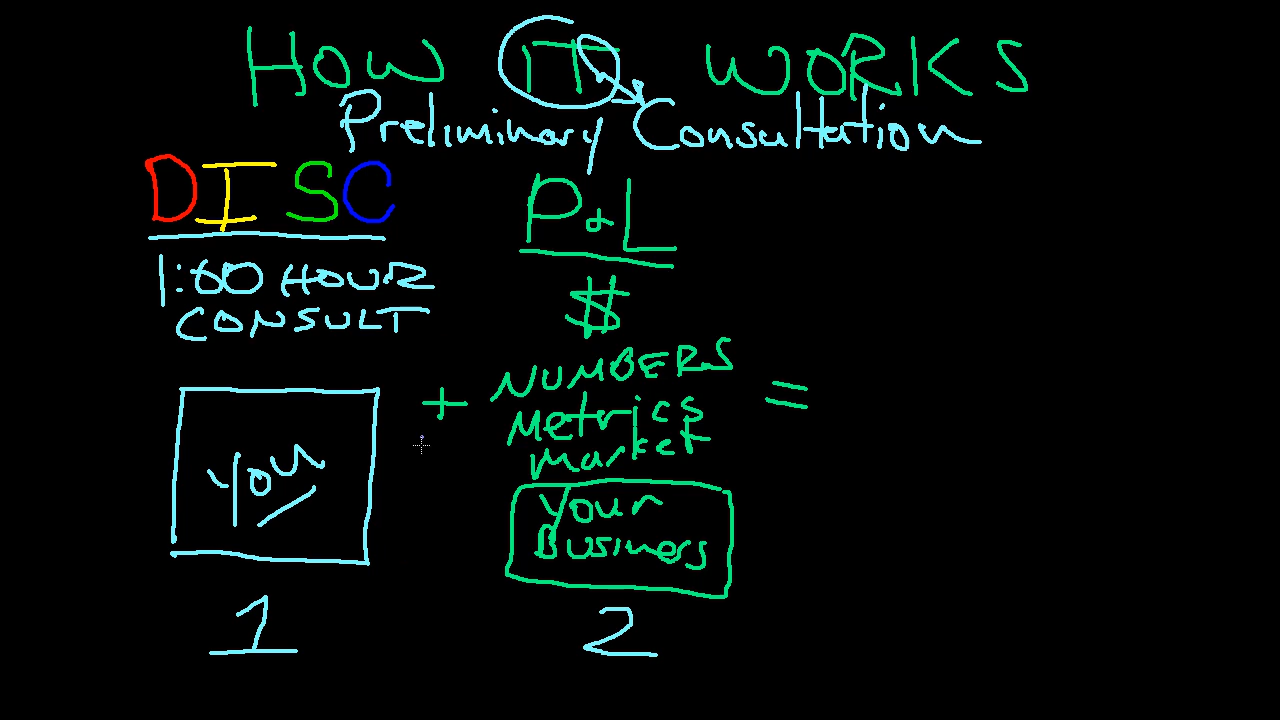 HOW IT WORKS
Preliminary Consultation
DISC
1:00 HOUR
CONSULT
You
1
P&L
$
+ NUMBERS =
Metrics
Market
Your
Business
2